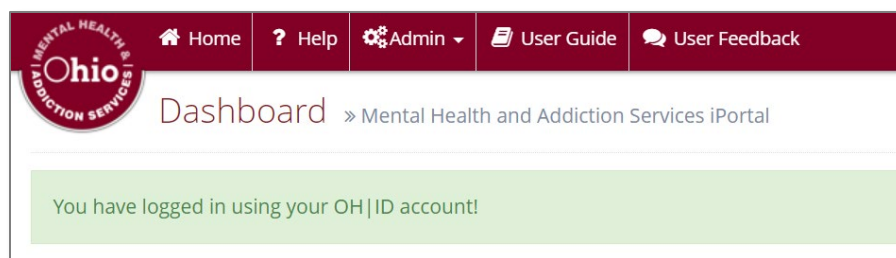 MENTAL HEALTH &
Ohio
ADDICTION SERVICES
Home ? Help Admin User Guide User Feedback
Dashboard » Mental Health and Addiction Services iPortal
You have logged in using your OH|ID account!